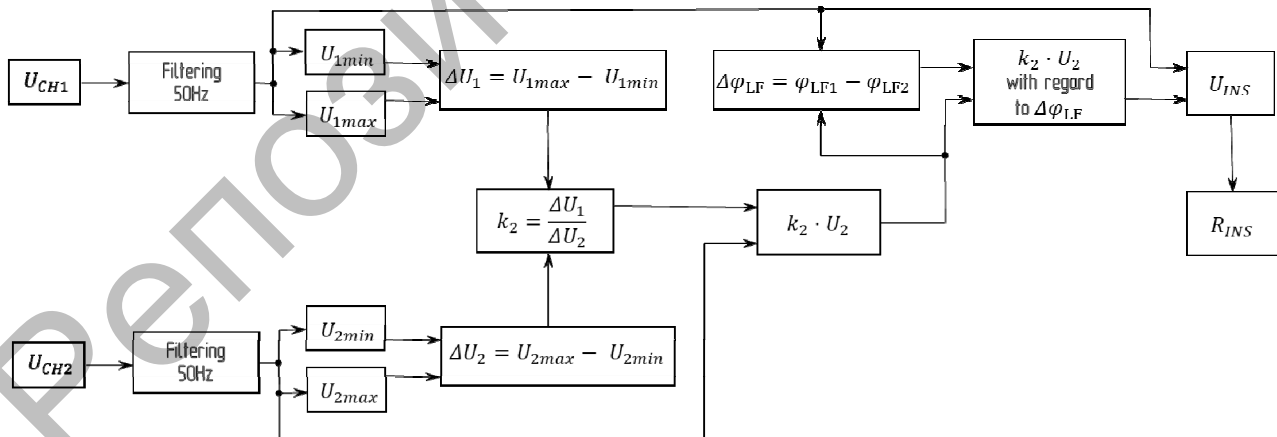 U_CH1
Filtering
50Hz
U_1min
U_1max
ΔU_1 = U_1max − U_1min
Δφ_LF = φ_LF1 − φ_LF2
k_2 · U_2
with regard
to Δφ_LF
U_INS
k_2 = ΔU_1 / ΔU_2
k_2 · U_2
R_INS
U_CH2
Filtering
50Hz
U_2min
U_2max
ΔU_2 = U_2max − U_2min
Репози